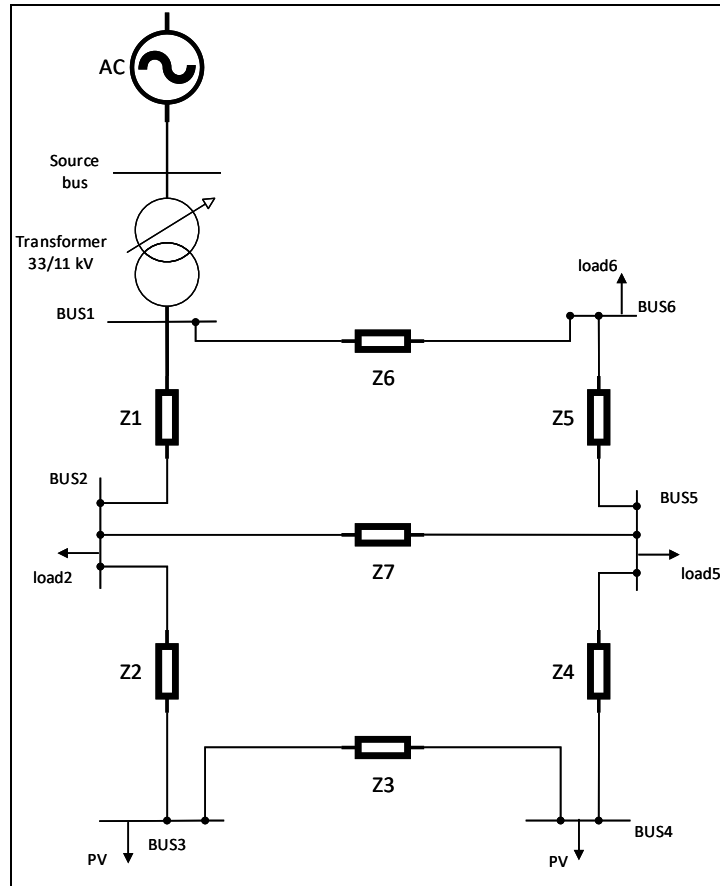 AC
Source
bus
Transformer
33/11 kV
BUS1
load6
BUS6
Z6
Z1
Z5
BUS2
BUS5
Z7
load2
load5
Z2
Z4
Z3
BUS3
BUS4
PV
PV